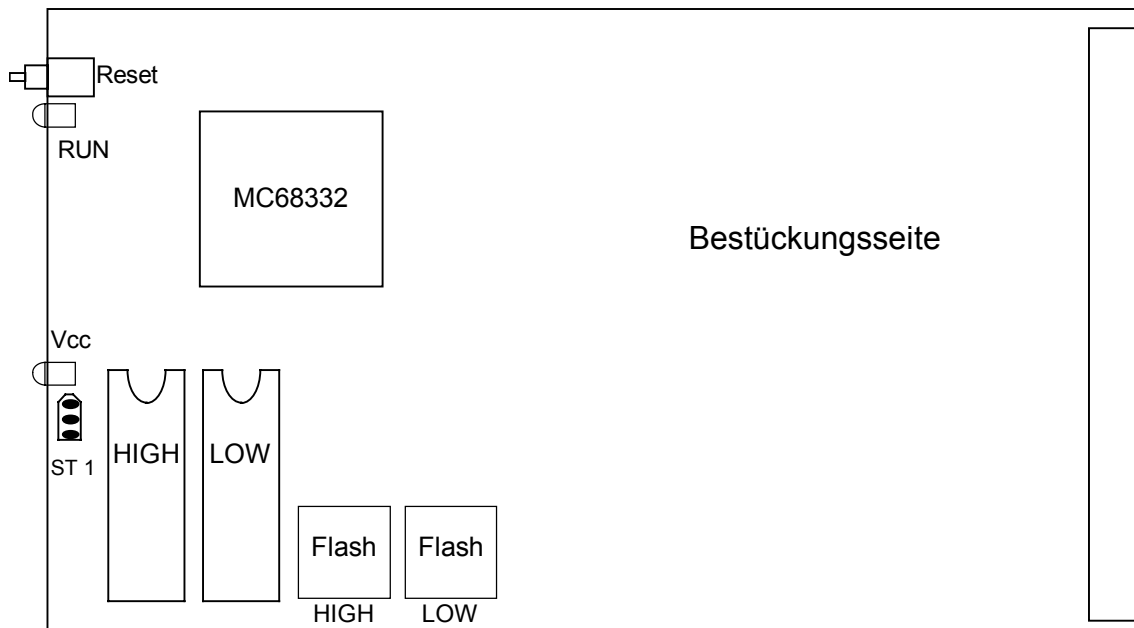 Reset
RUN
MC68332
Bestückungsseite
Vcc
ST 1
HIGH
LOW
Flash
Flash
HIGH
LOW